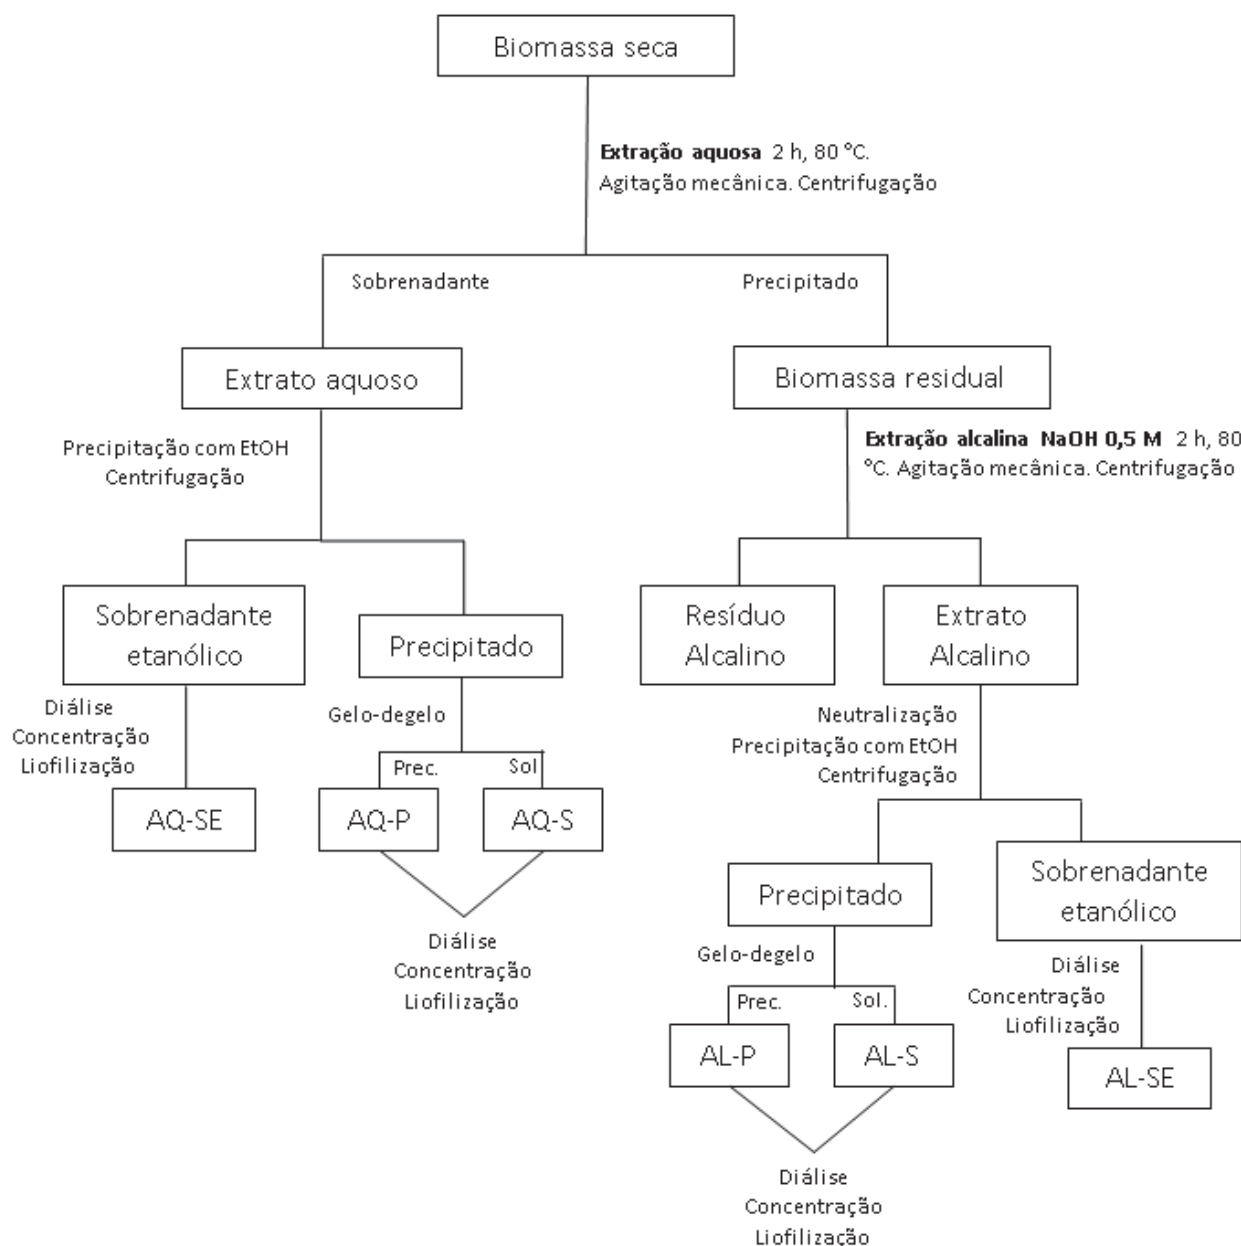 Biomassa seca
Extração aquosa 2 h, 80 °C.
Agitação mecânica. Centrifugação
Sobrenadante
Precipitado
Extrato aquoso
Biomassa residual
Precipitação com EtOH
Centrifugação
Extração alcalina NaOH 0,5 M 2 h, 80
°C. Agitação mecânica. Centrifugação
Sobrenadante
etanólico
Precipitado
Resíduo
Alcalino
Extrato
Alcalino
Diálise
Concentração
Liofilização
Gelo-degelo
Prec.
Sol
Neutralização
Precipitação com EtOH
Centrifugação
AQ-SE
AQ-P
AQ-S
Diálise
Concentração
Liofilização
Precipitado
Sobrenadante
etanólico
Gelo-degelo
Prec.
Sol.
Diálise
Concentração
Liofilização
AL-P
AL-S
AL-SE
Diálise
Concentração
Liofilização